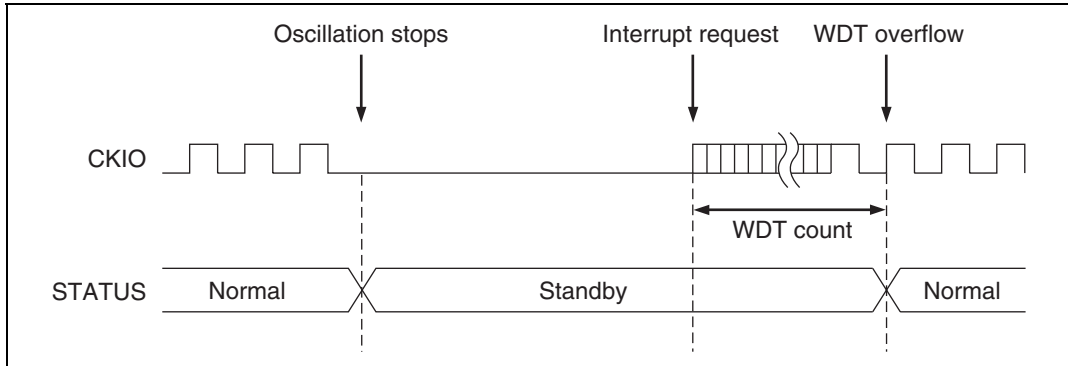 Oscillation stops Interrupt request WDT overflow
CKIO
WDT count
STATUS Normal Standby Normal